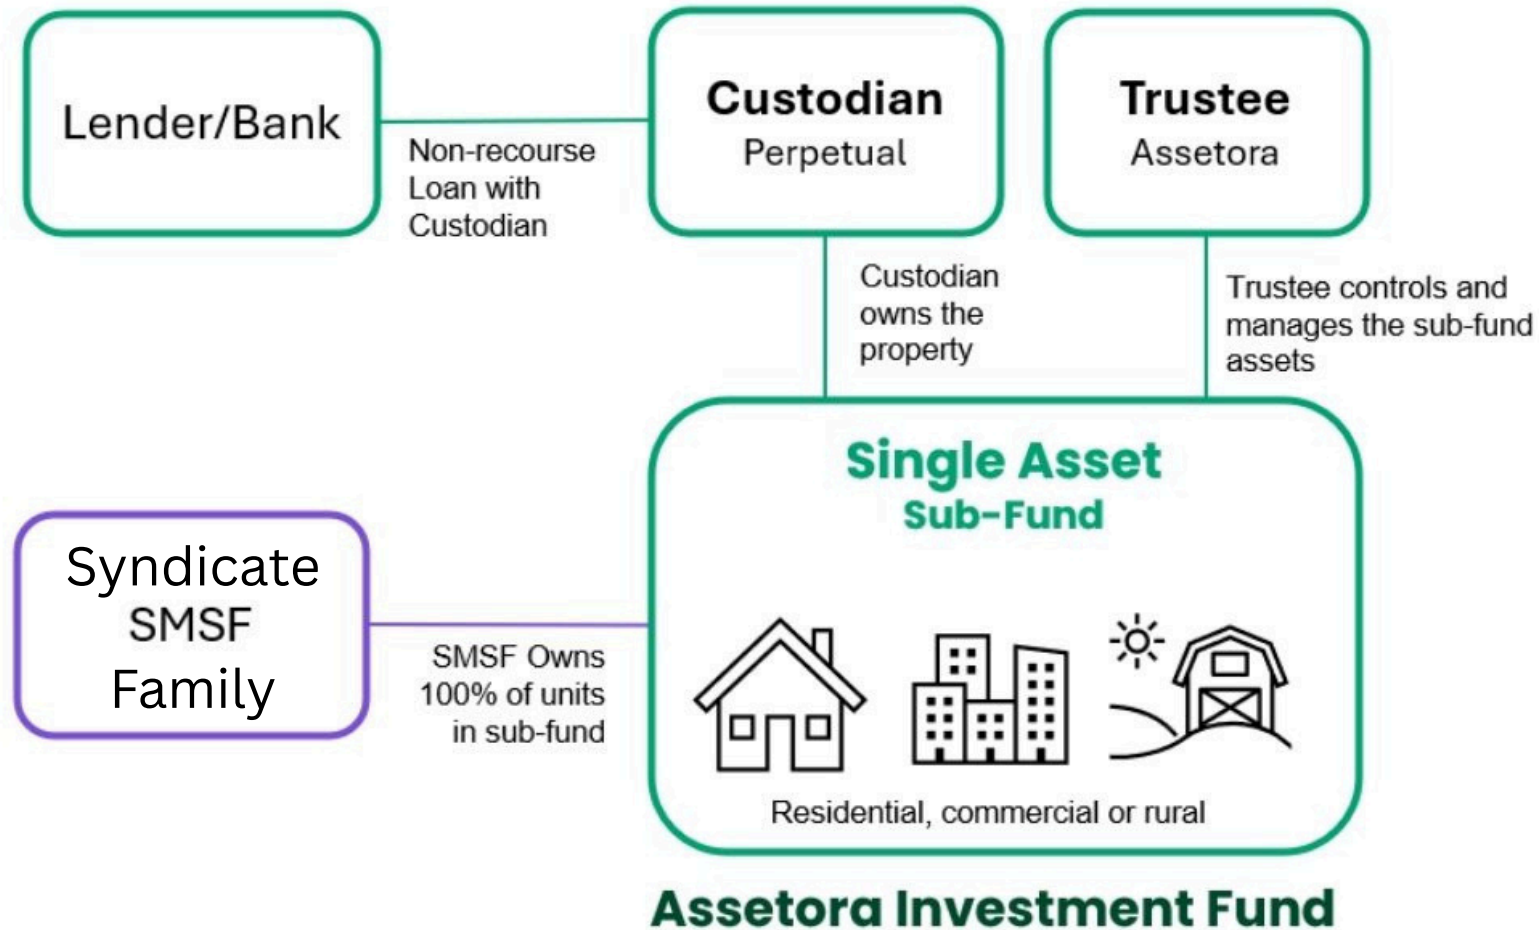 Lender/Bank
Non-recourse
Loan with
Custodian
Custodian
Perpetual
Trustee
Assetora
Custodian
owns the
property
Trustee controls and
manages the sub-fund
assets
Single Asset
Sub-Fund
Syndicate
SMSF
Family
SMSF Owns
100% of units
in sub-fund
Residential, commercial or rural
Assetora Investment Fund